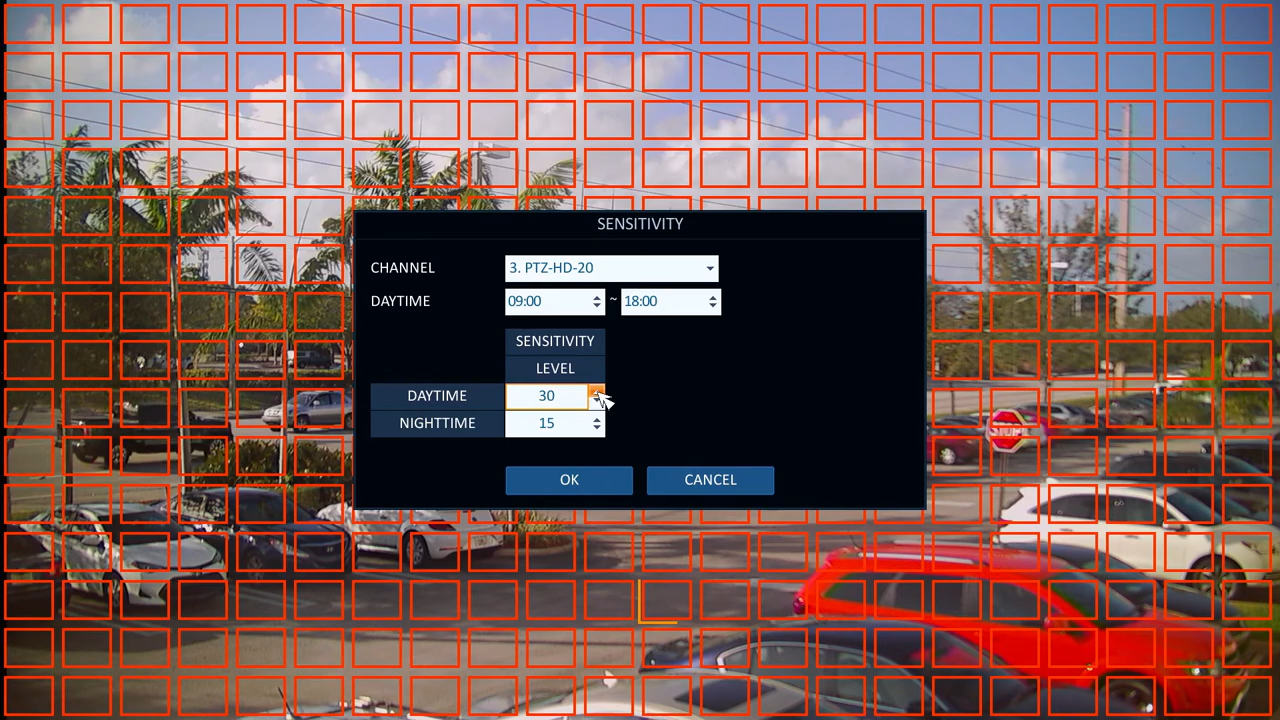 SENSITIVITY
CHANNEL 3. PTZ-HD-20
DAYTIME 09:00 ~ 18:00
SENSITIVITY
LEVEL
DAYTIME 30
NIGHTTIME 15
OK CANCEL
STOP